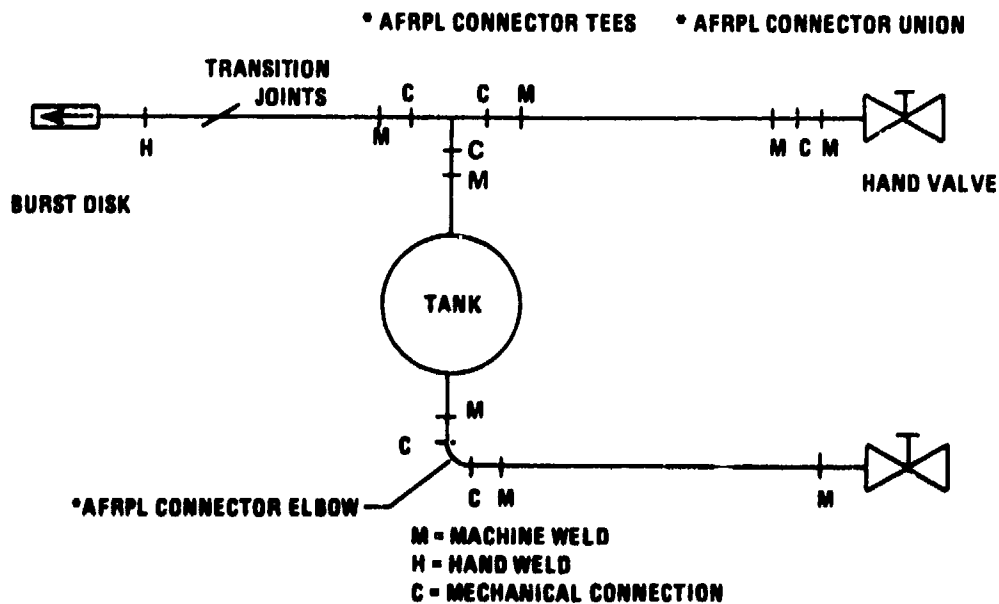 * AFRPL CONNECTOR TEES * AFRPL CONNECTOR UNION
TRANSITION
JOINTS
C C M
H M C M C M
M
BURST DISK
HAND VALVE
TANK
M
C
C M M
*AFRPL CONNECTOR ELBOW
M = MACHINE WELD
H = HAND WELD
C = MECHANICAL CONNECTION